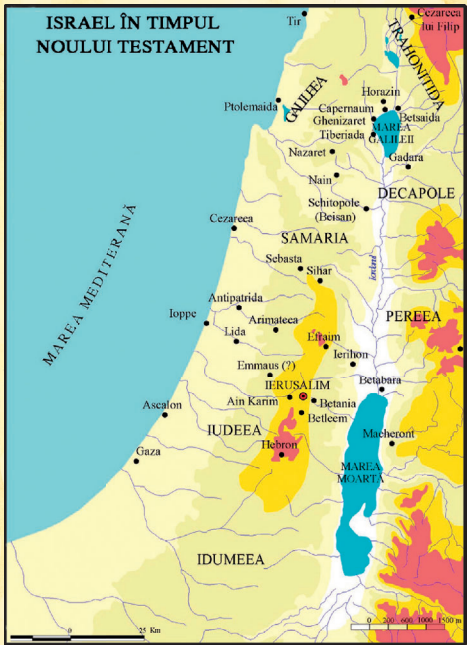 ISRAEL ÎN TIMPUL
NOULUI TESTAMENT
Tir
Cezareea
lui Filip
TRAHONITIDA
GALILEEA
Ptolemaida
Horazin
Capernaum
Betsaida
Ghenizaret
Tiberiada
MAREA
GALILEII
Nazaret
Gadara
Nain
DECAPOLE
Schitopole
(Beisan)
Cezareea
SAMARIA
MAREA MEDITERANĂ
Sebasta
Sihar
Antipatrida
Ioppe
Arimateea
PEREEA
Lida
Efraim
Ierihon
Emmaus (?)
IERUSALIM
Betabara
Ain Karim
Betania
Ascalon
Betleem
IUDEEA
Macheront
Hebron
Gaza
MAREA
MOARTĂ
IDUMEEA
0 25 Km
0 200 600 1000 1500 m